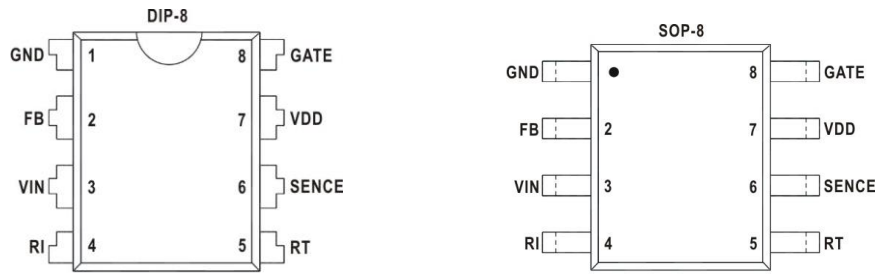 DIP-8
GND 1 8 GATE
FB 2 7 VDD
VIN 3 6 SENCE
RI 4 5 RT
SOP-8
GND 8 GATE
FB 2 7 VDD
VIN 3 6 SENCE
RI 4 5 RT